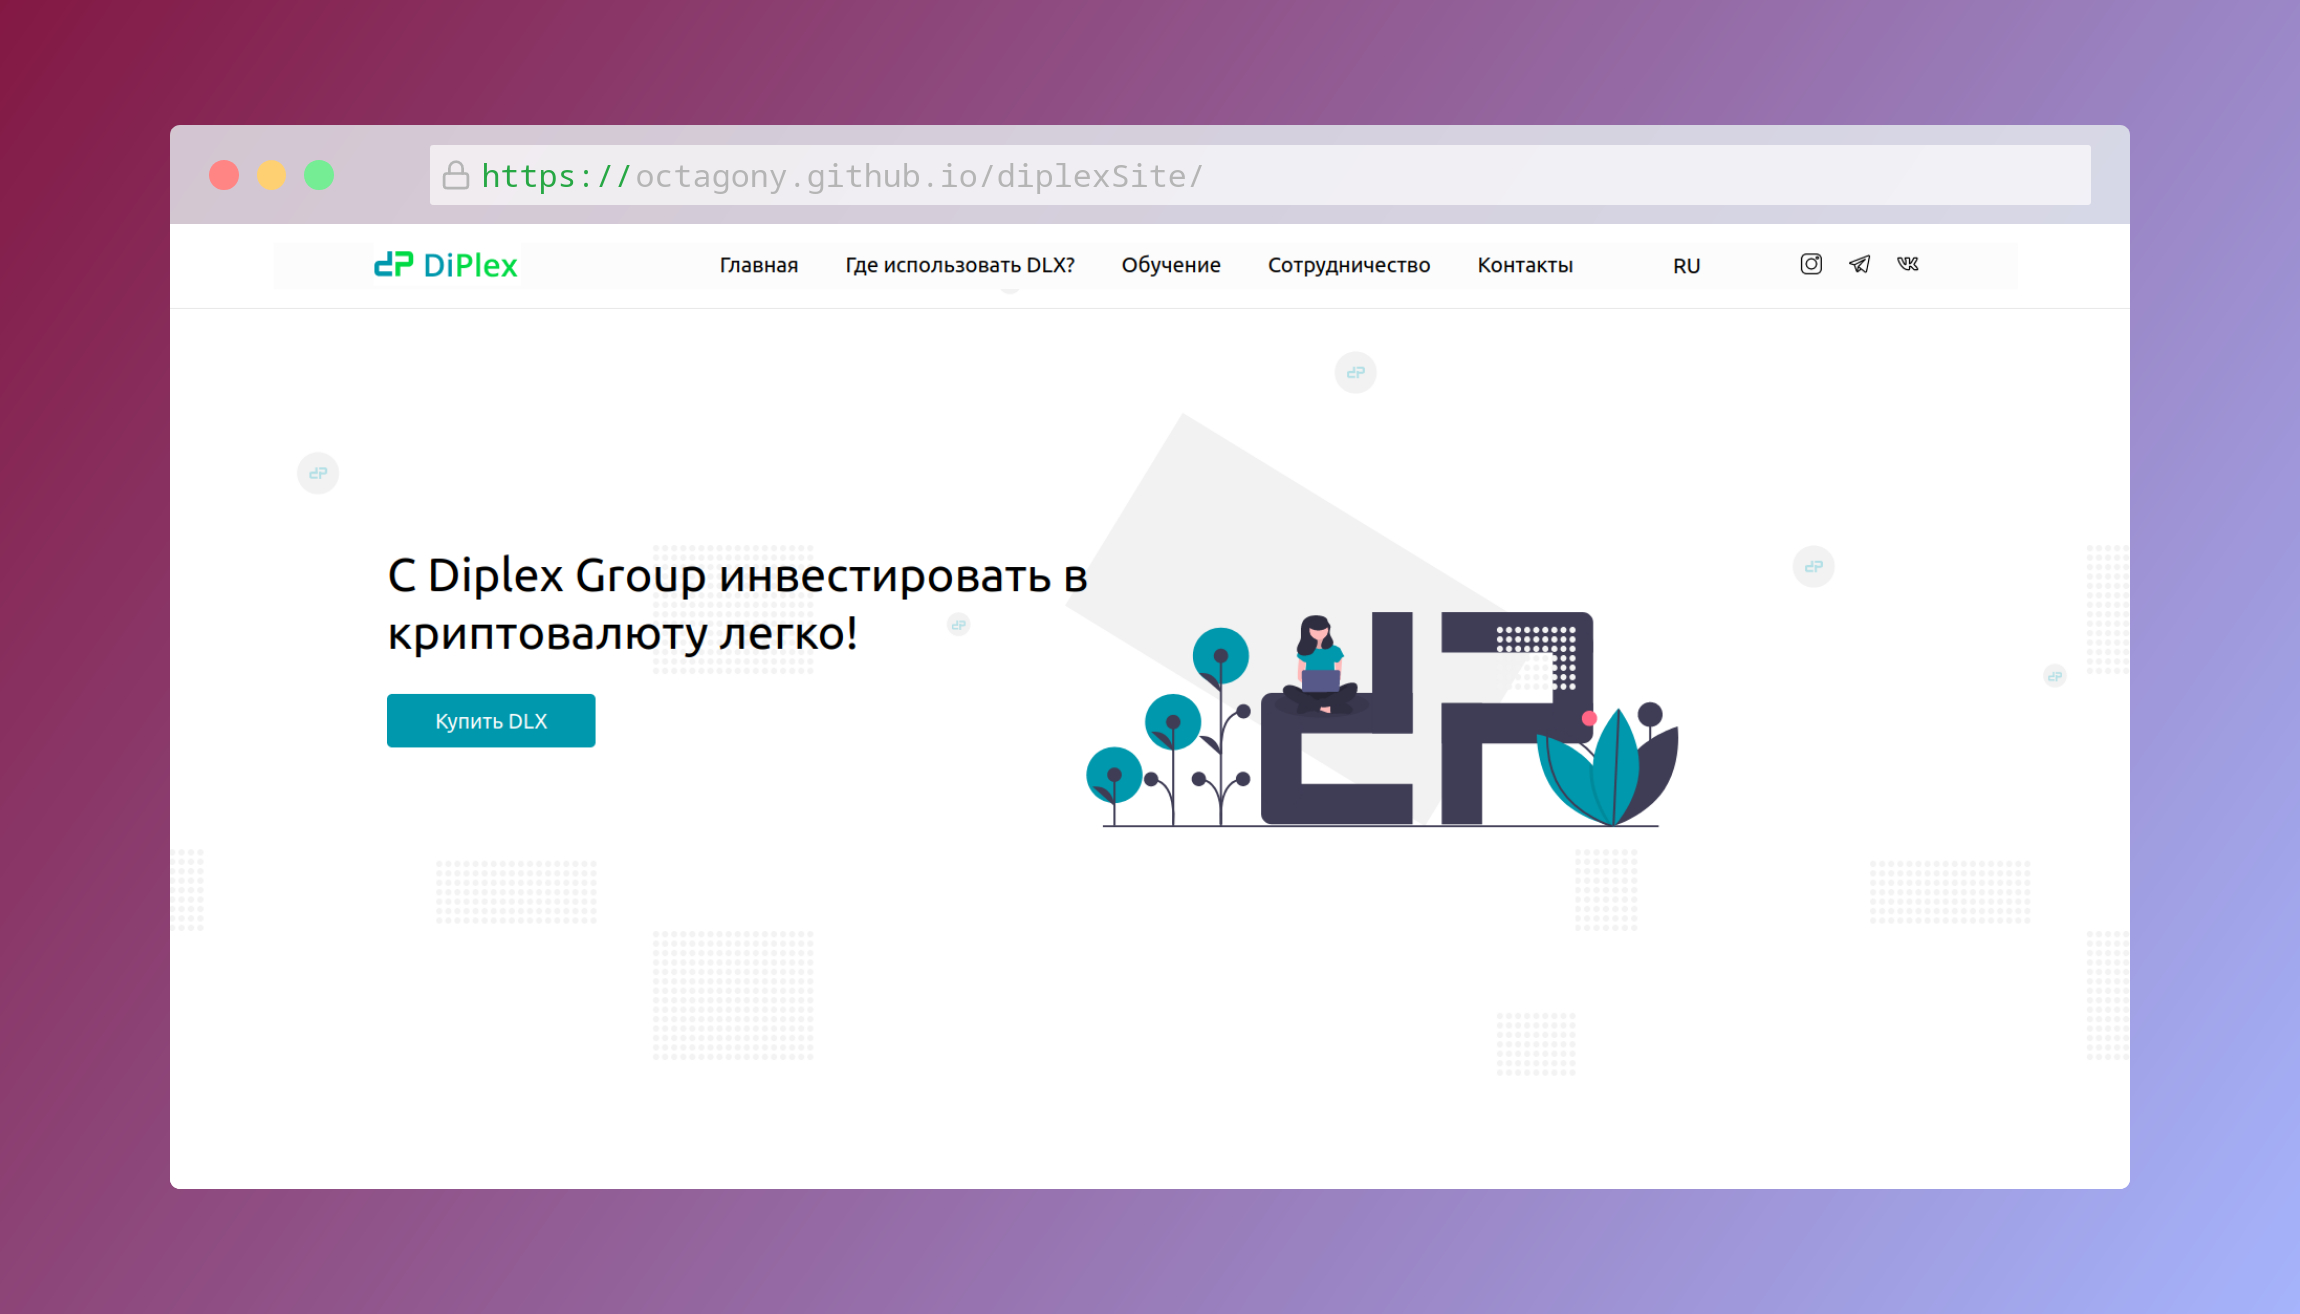 https://octagony.github.io/diplexSite/
DiPlex
Главная
Где использовать DLX?
Обучение
Сотрудничество
Контакты
RU
С Diplex Group инвестировать в
криптовалюту легко!
Купить DLX